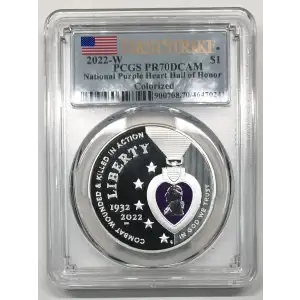 FIRST STRIKE
2022-W $1
PCGS PR70DCAM
National Purple Heart Hall of Honor
Colorized
COMBAT WOUNDED & KILLED IN ACTION
LIBERTY
1932
2022
IN GOD WE TRUST